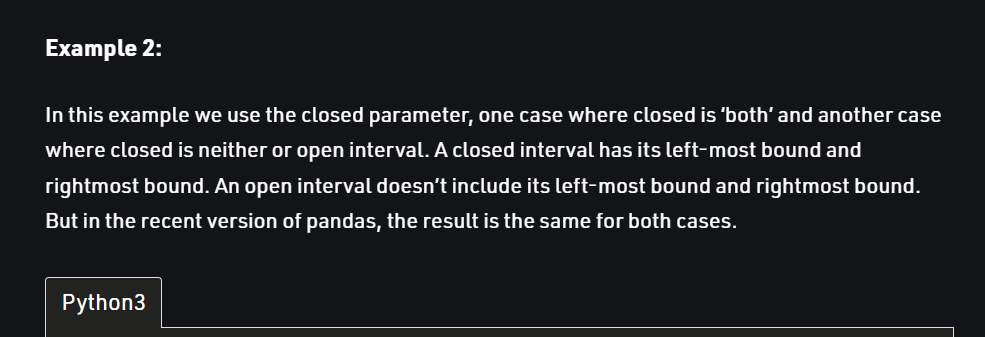 Example 2:
In this example we use the closed parameter, one case where closed is ‘both’ and another case
where closed is neither or open interval. A closed interval has its left-most bound and
rightmost bound. An open interval doesn’t include its left-most bound and rightmost bound.
But in the recent version of pandas, the result is the same for both cases.
Python3